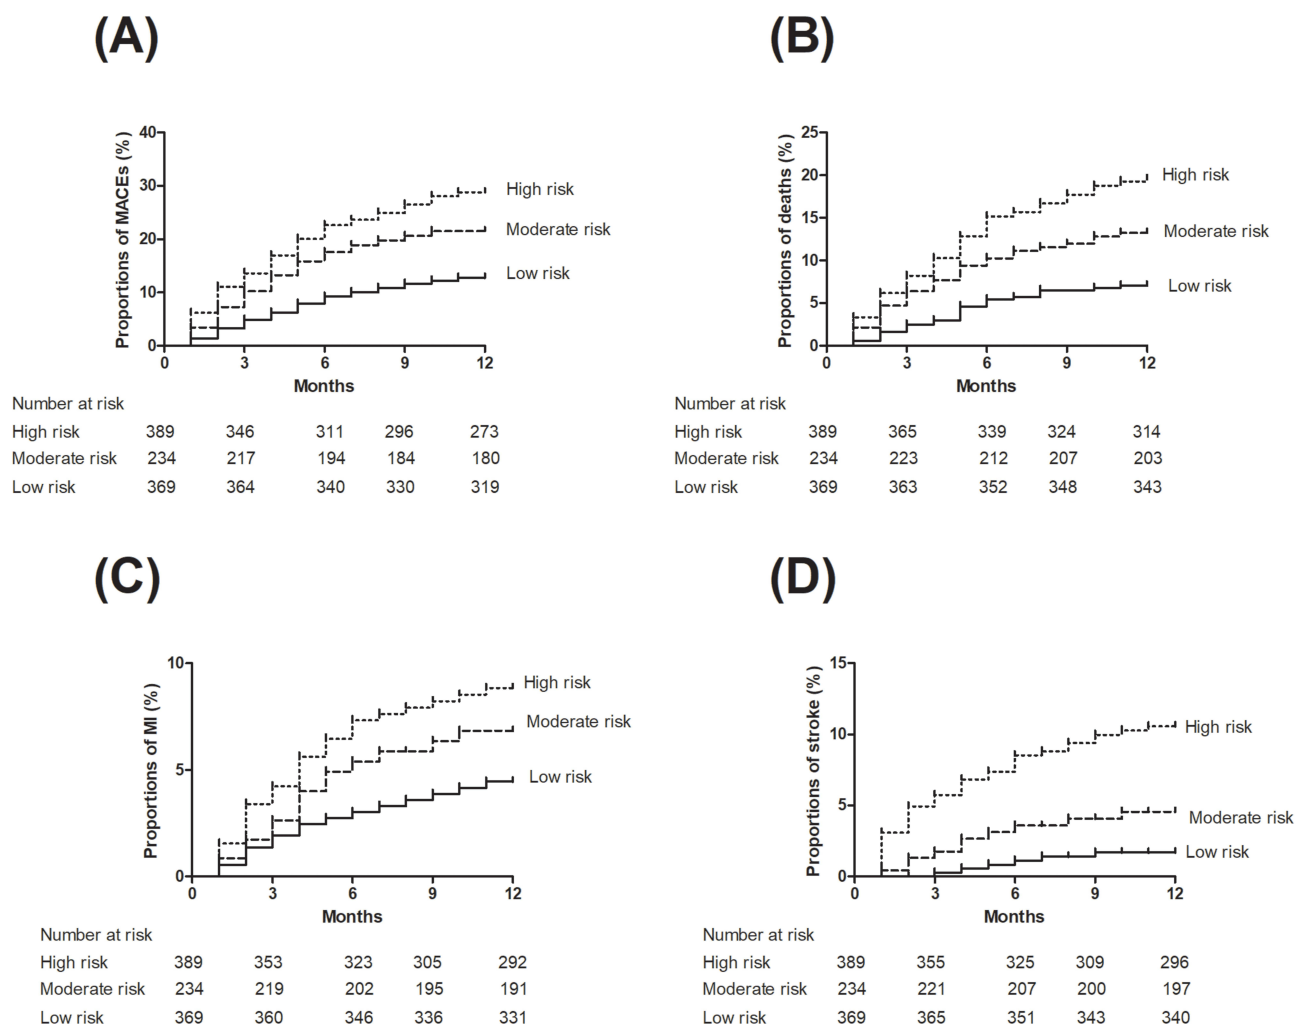 (A)
Proportions of MACEs (%)
40
30
20
10
0
0 3 6 9 12
Months
High risk
Moderate risk
Low risk
Number at risk
High risk 389 346 311 296 273
Moderate risk 234 217 194 184 180
Low risk 369 364 340 330 319
(B)
Proportions of deaths (%)
25
20
15
10
5
0
0 3 6 9 12
Months
High risk
Moderate risk
Low risk
Number at risk
High risk 389 365 339 324 314
Moderate risk 234 223 212 207 203
Low risk 369 363 352 348 343
(C)
Proportions of MI (%)
10
5
0
0 3 6 9 12
Months
High risk
Moderate risk
Low risk
Number at risk
High risk 389 353 323 305 292
Moderate risk 234 219 202 195 191
Low risk 369 360 346 336 331
(D)
Proportions of stroke (%)
15
10
5
0
0 3 6 9 12
Months
High risk
Moderate risk
Low risk
Number at risk
High risk 389 355 325 309 296
Moderate risk 234 221 207 200 197
Low risk 369 365 351 343 340